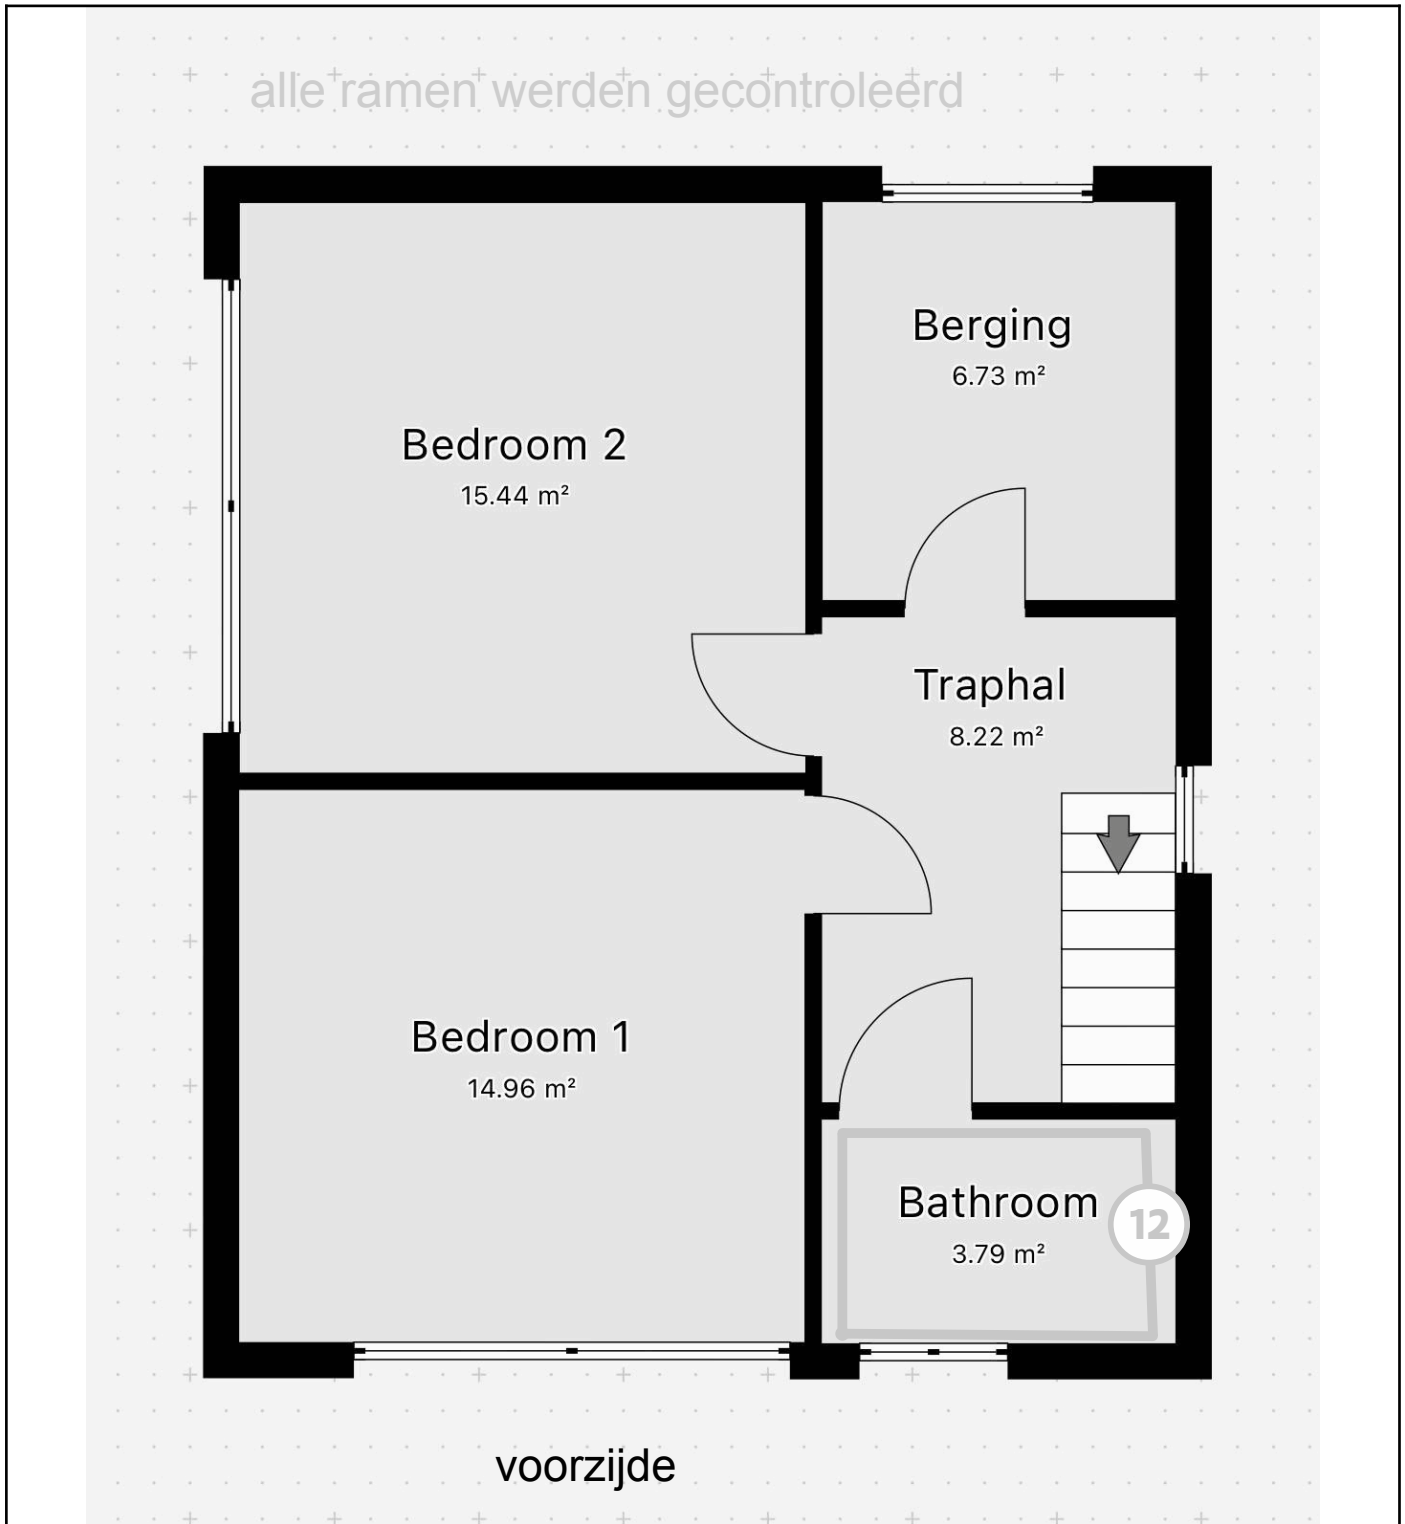 alle ramen werden gecontroleerd
Berging
6.73 m²
Bedroom 2
15.44 m²
Traphal
8.22 m²
Bedroom 1
14.96 m²
Bathroom
3.79 m²
12
voorzijde